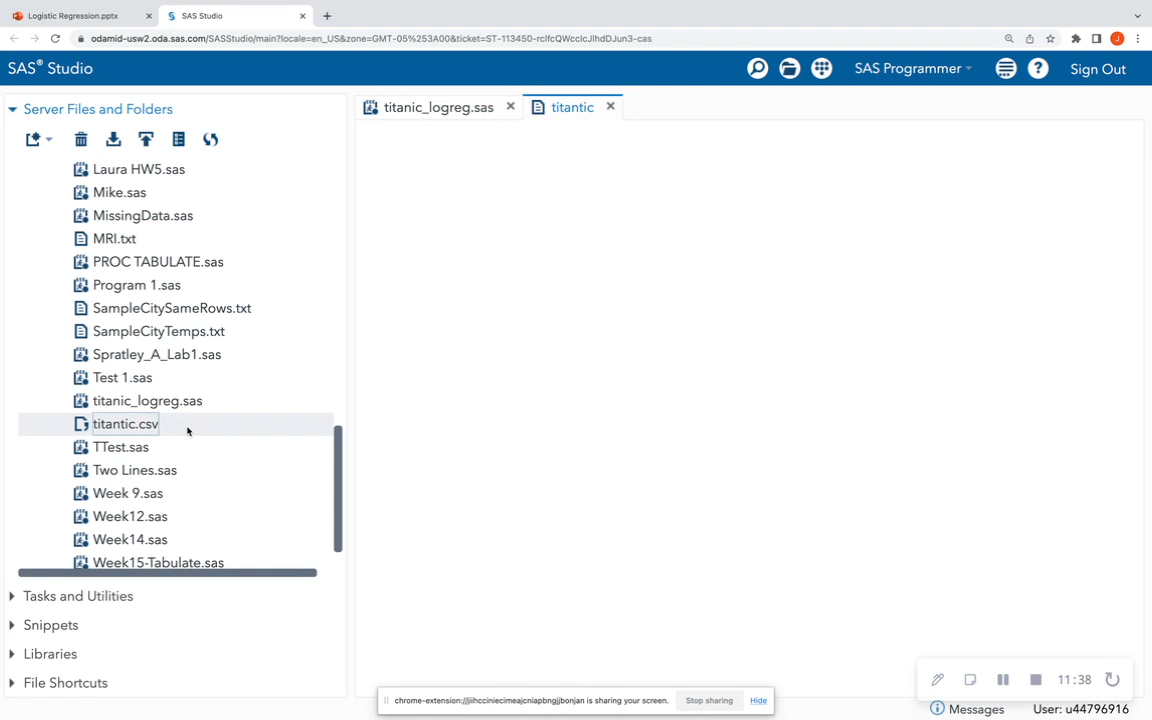 Logistic Regression.pptx
SAS Studio
odamid-usw2.oda.sas.com/SASStudio/main?locale=en_US&zone=GMT-05%253A00&ticket=ST-113450-rclfcQWcclcJlhdDJun3-cas
J
SAS® Studio
SAS Programmer
Sign Out
Server Files and Folders
titanic_logreg.sas
titantic
Laura HW5.sas
Mike.sas
MissingData.sas
MRI.txt
PROC TABULATE.sas
Program 1.sas
SampleCitySameRows.txt
SampleCityTemps.txt
Spratley_A_Lab1.sas
Test 1.sas
titanic_logreg.sas
titantic.csv
TTest.sas
Two Lines.sas
Week 9.sas
Week12.sas
Week14.sas
Week15-Tabulate.sas
Tasks and Utilities
Snippets
Libraries
File Shortcuts
11:38
chrome-extension://jiihcciniecimeajcniapbngjjbonjan is sharing your screen.
Stop sharing
Hide
Messages
User: u44796916